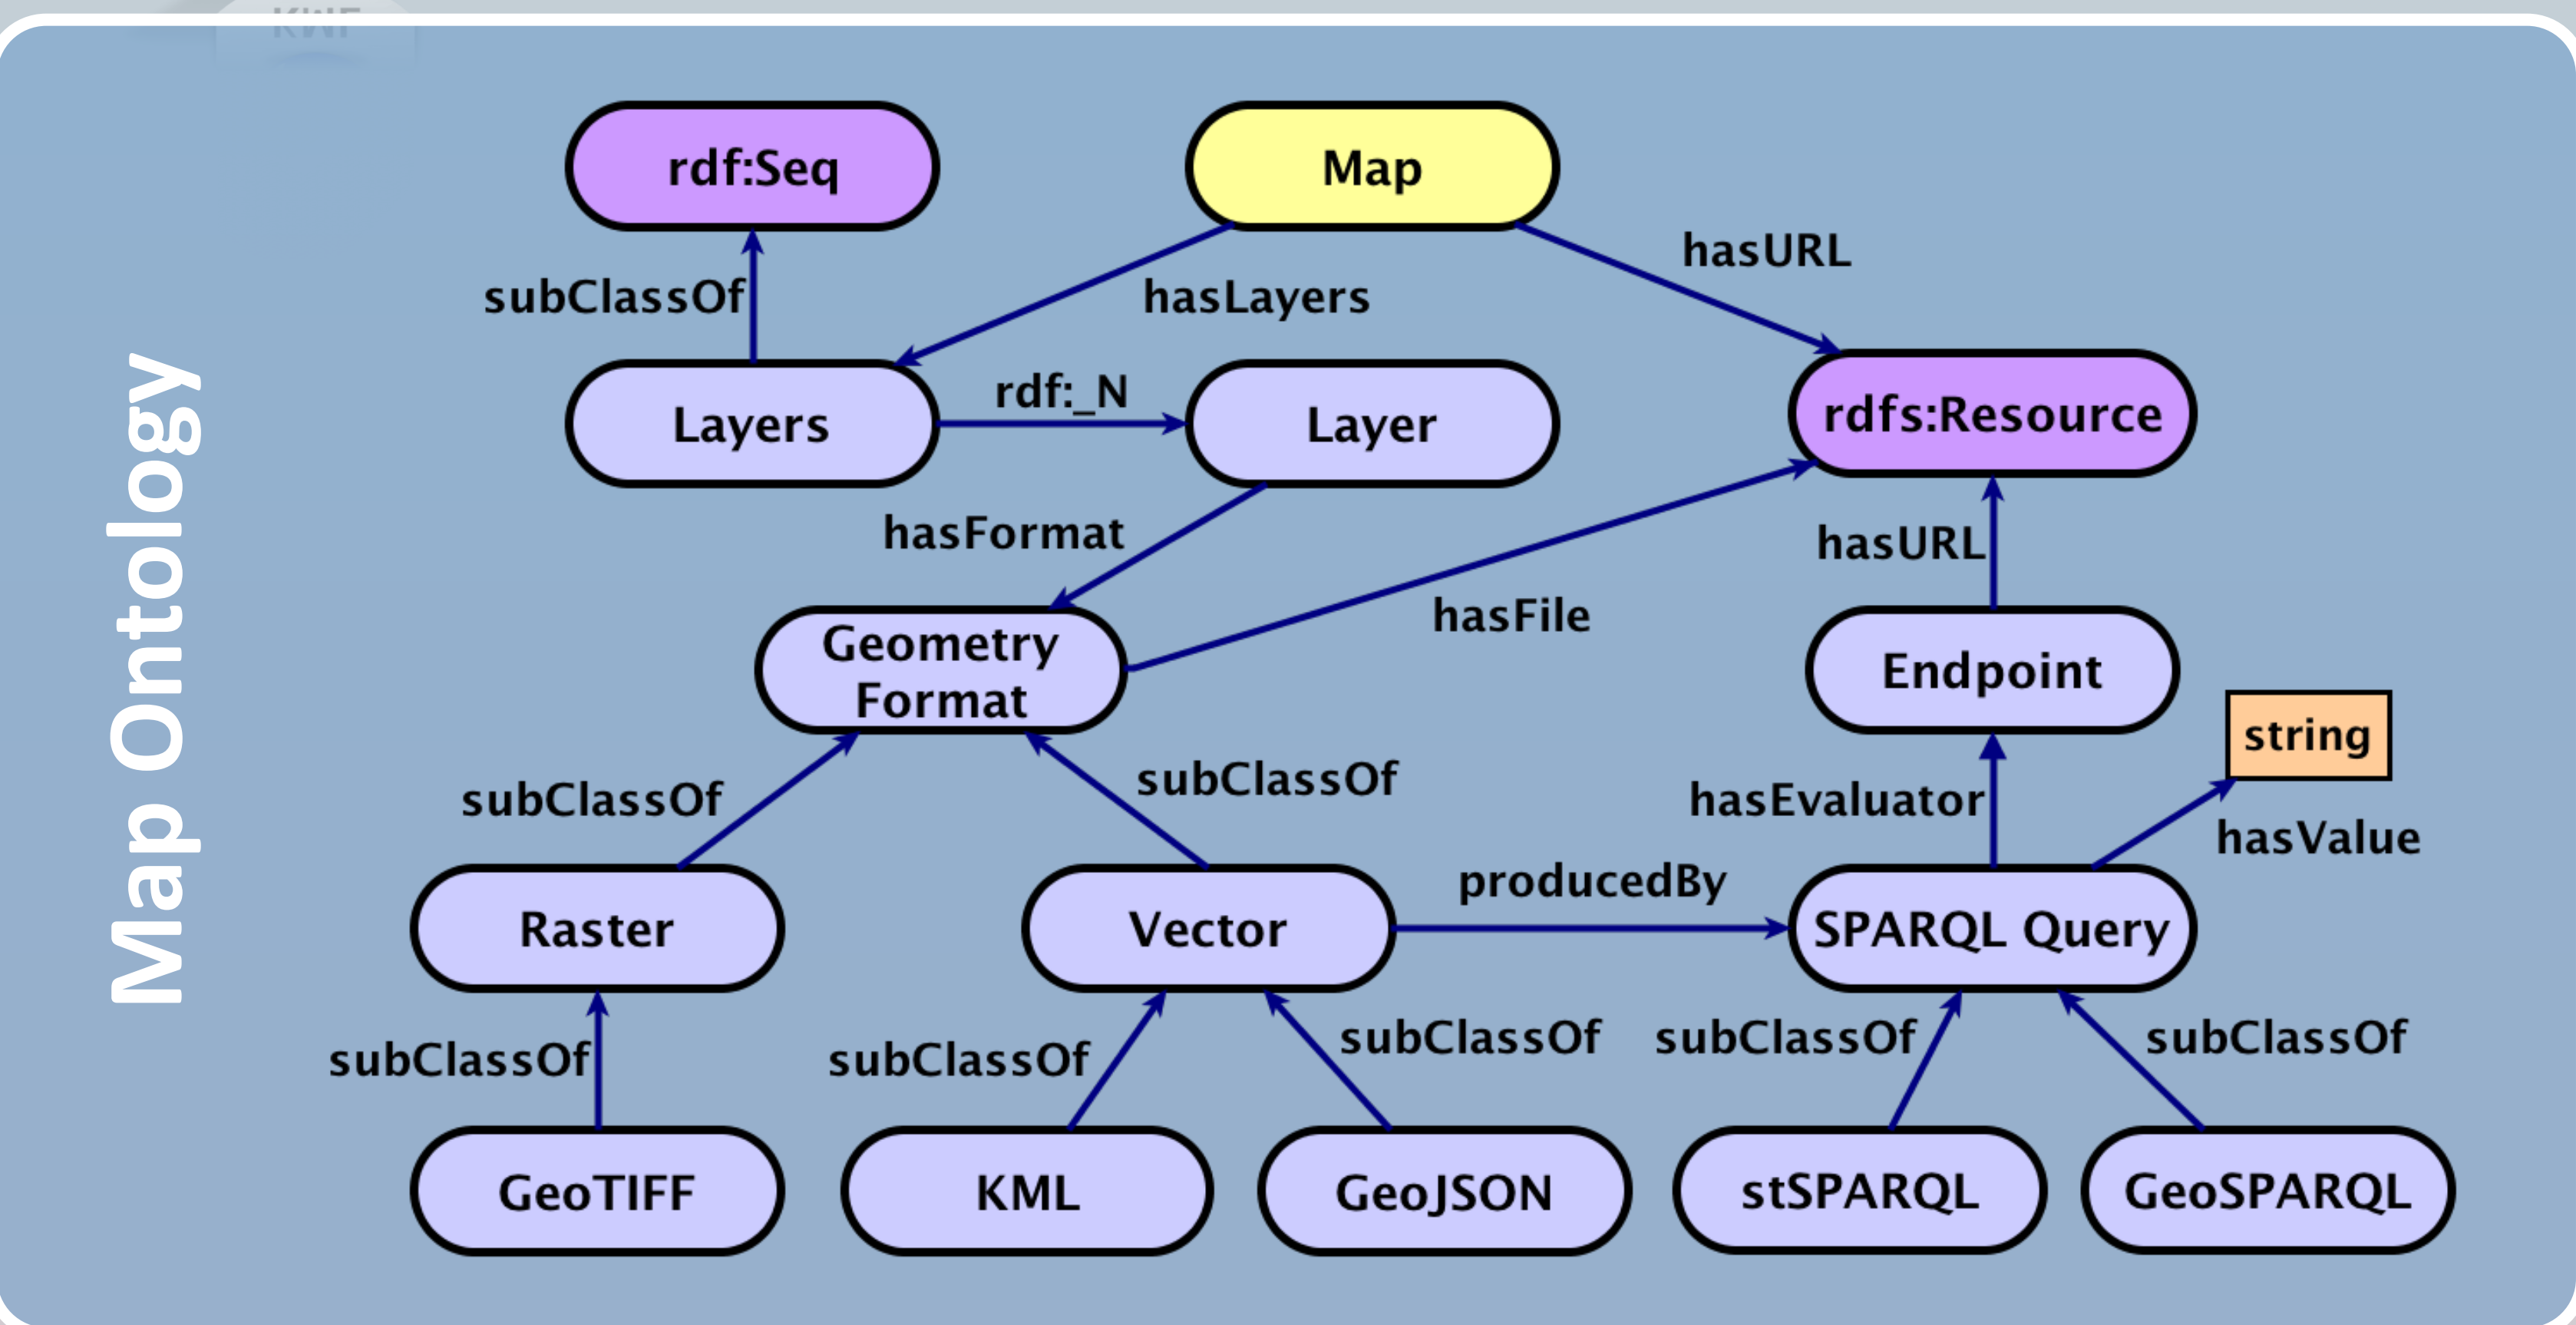 KWF
Map Ontology
rdf:Seq
Map
hasURL
subClassOf
hasLayers
Layers
rdf:_N
Layer
rdfs:Resource
hasFormat
hasURL
hasFile
Geometry
Format
Endpoint
string
subClassOf
subClassOf
hasEvaluator
hasValue
producedBy
Raster
Vector
SPARQL Query
subClassOf
subClassOf
subClassOf
subClassOf
subClassOf
GeoTIFF
KML
GeoJSON
stSPARQL
GeoSPARQL